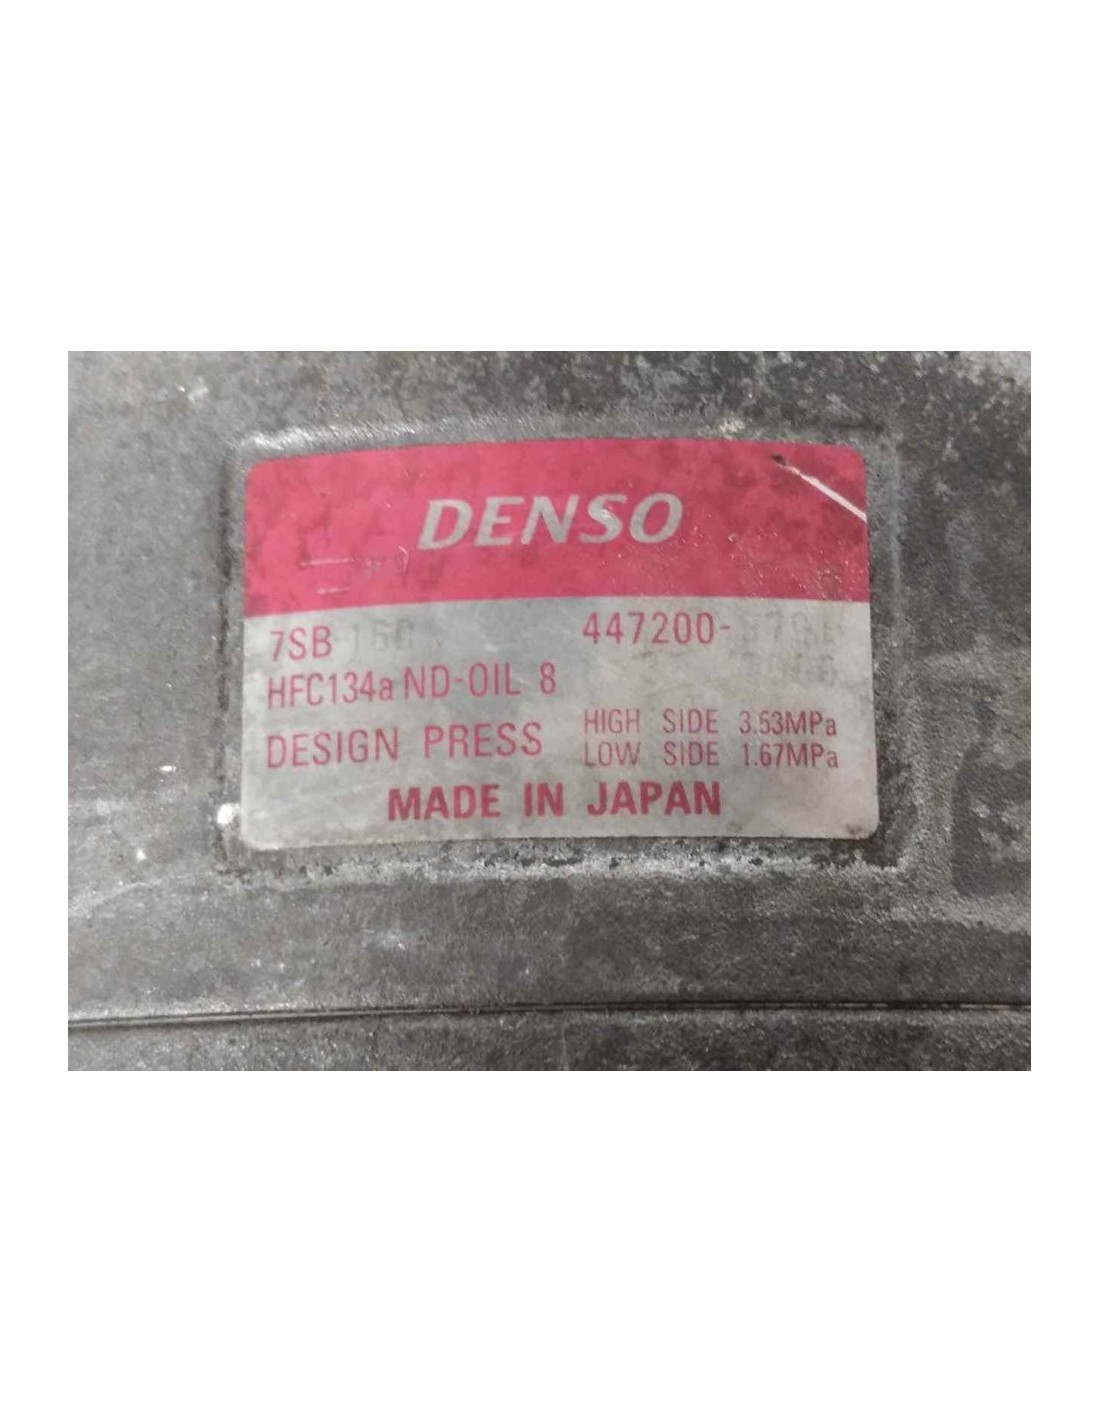 DENSO
7SB 16C 447200-
HFC134a ND-OIL 8
DESIGN PRESS HIGH SIDE 3.53MPa
LOW SIDE 1.67MPa
MADE IN JAPAN